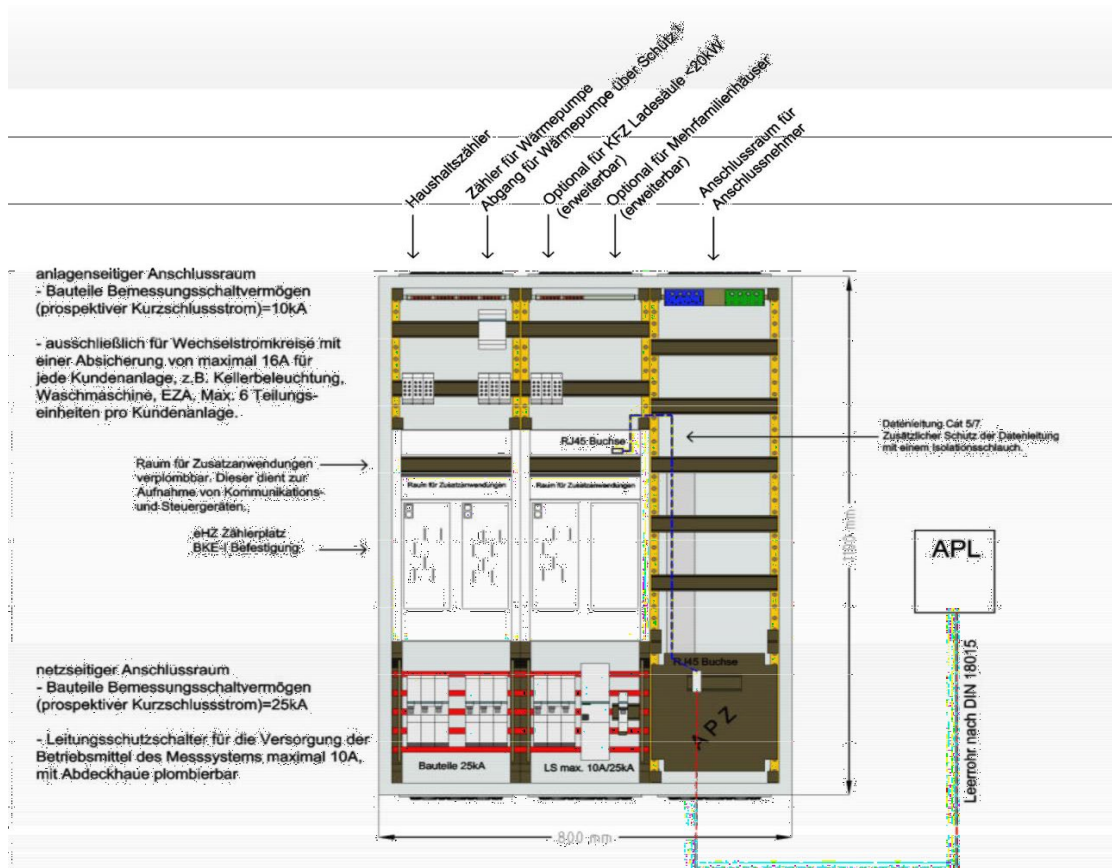 Haushaltszähler
Zähler für Wärmepumpe
Abgang für Wärmepumpe über Schütz
Optional für KFZ Ladesäule <20kW
(erweiterbar)
Optional für Mehrfamilienhäuser
(erweiterbar)
Anschlussraum für
Anschlussnehmer
anlagenseitiger Anschlussraum
- Bauteile Bemessungsschaltvermögen
(prospektiver Kurzschlussstrom)=10kA
- ausschließlich für Wechselstromkreise mit
einer Absicherung von maximal 16A für
jede Kundenanlage, z.B. Kellerbeleuchtung,
Waschmaschine, EZA, Max. 6 Teilungs-
einheiten pro Kundenanlage.
RJ45 Buchse
Datenleitung Cat 5/7.
Zusätzlicher Schutz der Datenleitung
mit einem Isolationsschlauch.
Raum für Zusatzanwendungen
verplombbar. Dieser dient zur
Aufnahme von Kommunikations-
und Steuergeräten.
Raum für Zusatzanwendungen
Raum für Zusatzanwendungen
eHZ Zählerplatz
BKE-I Befestigung
APL
Leerrohr nach DIN 18015
netzseitiger Anschlussraum
- Bauteile Bemessungsschaltvermögen
(prospektiver Kurzschlussstrom)=25kA
- Leitungsschutzschalter für die Versorgung der
Betriebsmittel des Messsystems maximal 10A,
mit Abdeckhaube plombierbar
RJ45 Buchse
APZ
Bauteile 25kA
LS max. 10A/25kA
800 mm